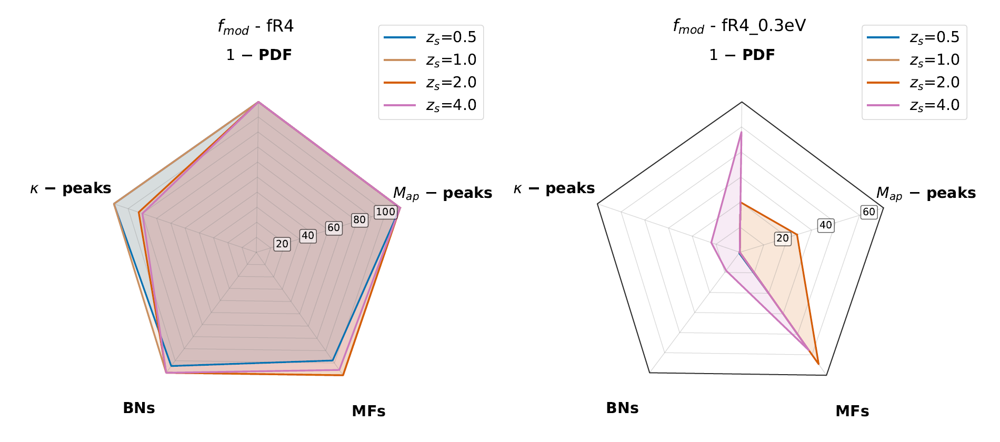 f_mod - fR4
1 − PDF
z_s=0.5
z_s=1.0
z_s=2.0
z_s=4.0
κ − peaks
M_ap − peaks
100
80
60
40
20
BNs
MFs
f_mod - fR4_0.3eV
1 − PDF
z_s=0.5
z_s=1.0
z_s=2.0
z_s=4.0
κ − peaks
M_ap − peaks
60
40
20
BNs
MFs